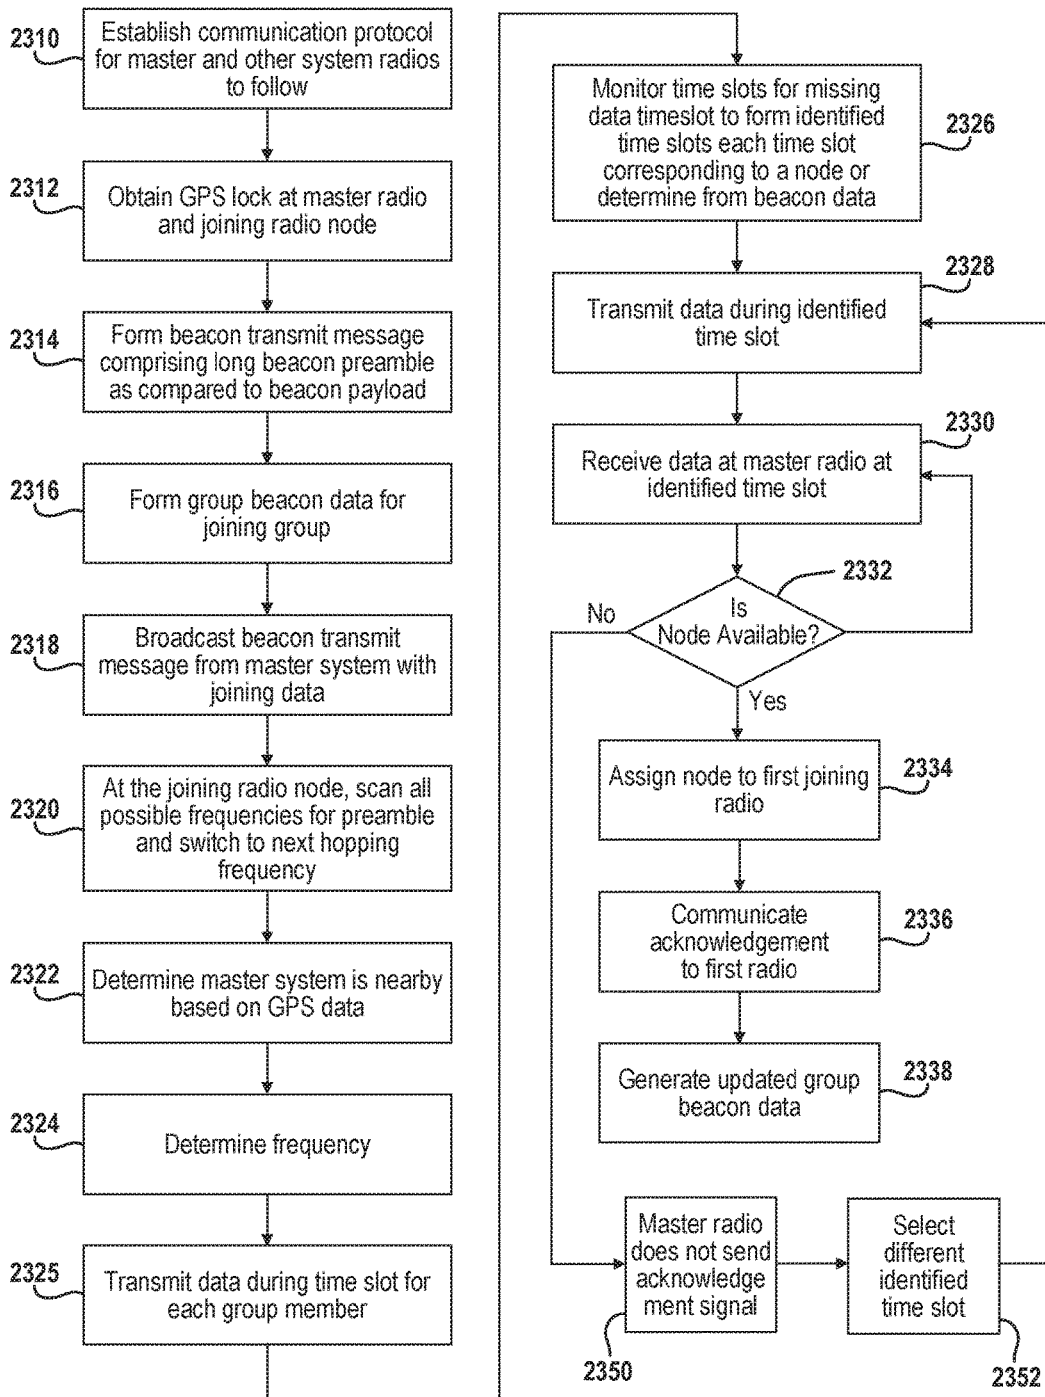 2310
Establish communication protocol
for master and other system radios
to follow
2312
Obtain GPS lock at master radio
and joining radio node
2314
Form beacon transmit message
comprising long beacon preamble
as compared to beacon payload
2316
Form group beacon data for
joining group
2318
Broadcast beacon transmit
message from master system with
joining data
2320
At the joining radio node, scan all
possible frequencies for preamble
and switch to next hopping
frequency
2322
Determine master system is nearby
based on GPS data
2324
Determine frequency
2325
Transmit data during time slot for
each group member
Monitor time slots for missing
data timeslot to form identified
time slots each time slot
corresponding to a node or
determine from beacon data
2326
2328
Transmit data during identified
time slot
2330
Receive data at master radio at
identified time slot
2332
No
Is
Node Available?
Yes
Assign node to first joining
radio
2334
Communicate
acknowledgement
to first radio
2336
Generate updated group
beacon data
2338
Master radio
does not send
acknowledge
ment signal
2350
Select
different
identified
time slot
2352